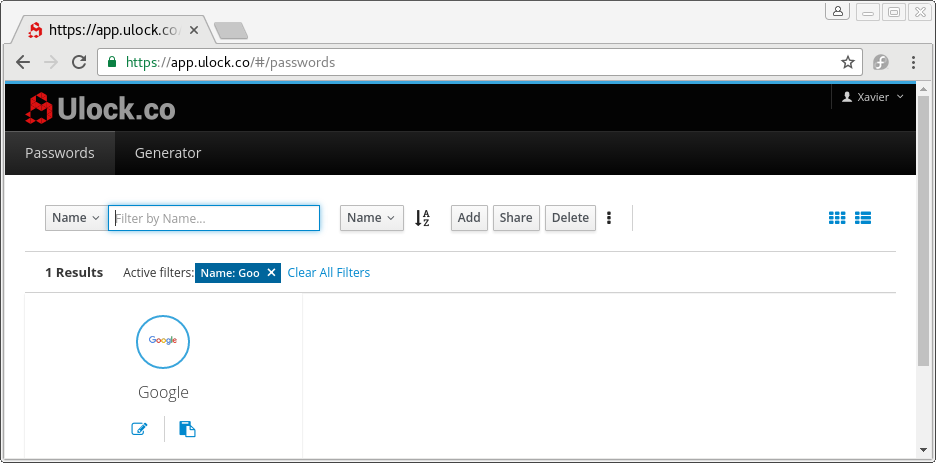 https://app.ulock.co/
https://app.ulock.co/#/passwords
Ulock.co
Xavier
Passwords
Generator
Name Filter by Name... Name A Z Add Share Delete
1 Results Active filters: Name: Goo Clear All Filters
Google
Google